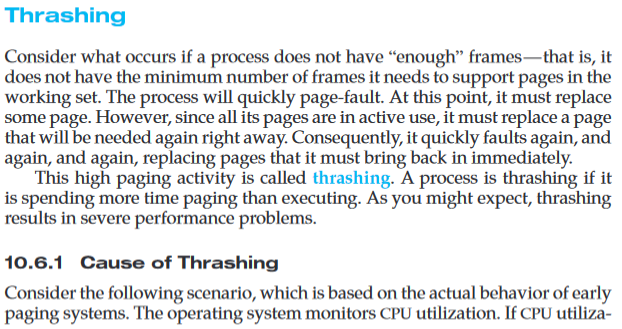 Thrashing
Consider what occurs if a process does not have “enough” frames—that is, it
does not have the minimum number of frames it needs to support pages in the
working set. The process will quickly page-fault. At this point, it must replace
some page. However, since all its pages are in active use, it must replace a page
that will be needed again right away. Consequently, it quickly faults again, and
again, and again, replacing pages that it must bring back in immediately.
This high paging activity is called thrashing. A process is thrashing if it
is spending more time paging than executing. As you might expect, thrashing
results in severe performance problems.
10.6.1 Cause of Thrashing
Consider the following scenario, which is based on the actual behavior of early
paging systems. The operating system monitors CPU utilization. If CPU utiliza-